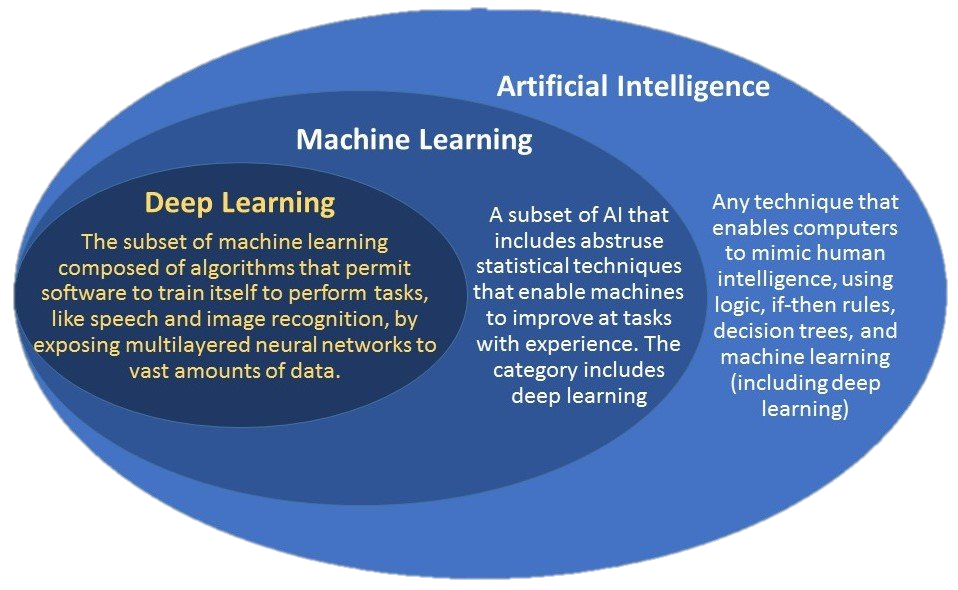 Artificial Intelligence
Machine Learning
Deep Learning
The subset of machine learning
composed of algorithms that permit
software to train itself to perform tasks,
like speech and image recognition, by
exposing multilayered neural networks to
vast amounts of data.
A subset of AI that
includes abstruse
statistical techniques
that enable machines
to improve at tasks
with experience. The
category includes
deep learning
Any technique that
enables computers
to mimic human
intelligence, using
logic, if-then rules,
decision trees, and
machine learning
(including deep
learning)